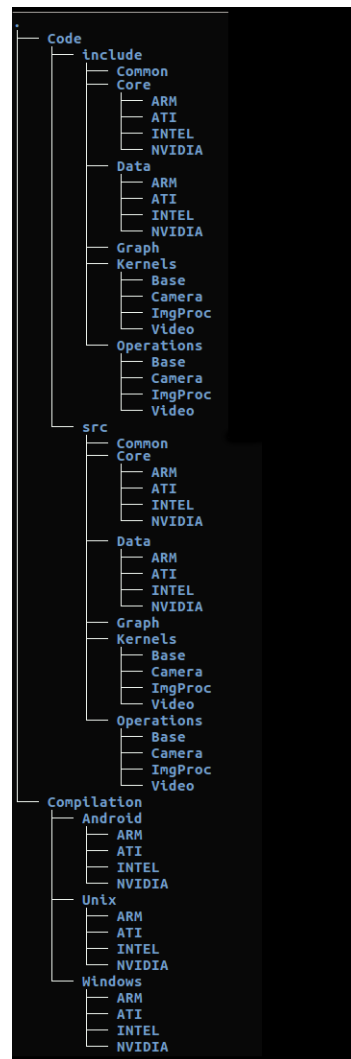 .
Code
include
Common
Core
ARM
ATI
INTEL
NVIDIA
Data
ARM
ATI
INTEL
NVIDIA
Graph
Kernels
Base
Camera
ImgProc
Video
Operations
Base
Camera
ImgProc
Video
src
Common
Core
ARM
ATI
INTEL
NVIDIA
Data
ARM
ATI
INTEL
NVIDIA
Graph
Kernels
Base
Camera
ImgProc
Video
Operations
Base
Camera
ImgProc
Video
Compilation
Android
ARM
ATI
INTEL
NVIDIA
Unix
ARM
ATI
INTEL
NVIDIA
Windows
ARM
ATI
INTEL
NVIDIA